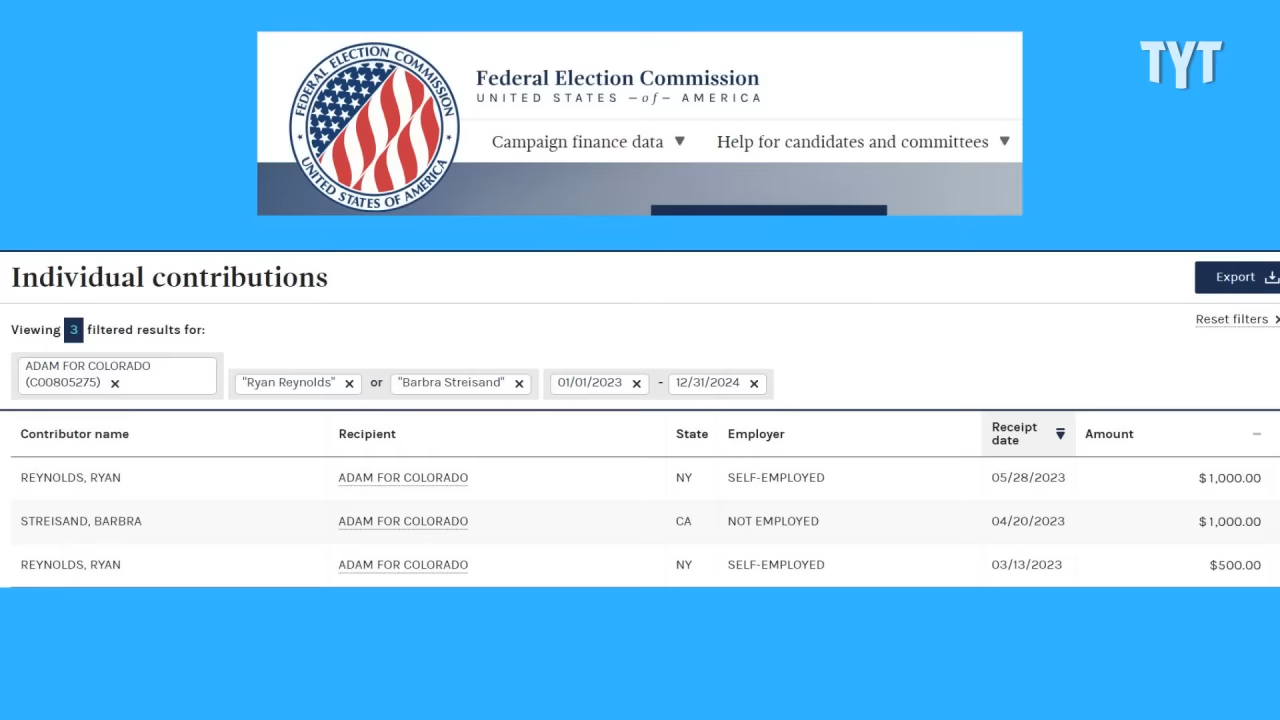 TYT
FEDERAL ELECTION COMMISSION
UNITED STATES OF AMERICA
Federal Election Commission
UNITED STATES —of— AMERICA
Campaign finance data ▼ Help for candidates and committees ▼
Individual contributions
Export
Viewing 3 filtered results for:
Reset filters ×
ADAM FOR COLORADO
(C00805275) ×
"Ryan Reynolds" × or "Barbra Streisand" × 01/01/2023 × - 12/31/2024 ×
Contributor name Recipient State Employer Receipt date Amount
REYNOLDS, RYAN ADAM FOR COLORADO NY SELF-EMPLOYED 05/28/2023 $1,000.00
STREISAND, BARBRA ADAM FOR COLORADO CA NOT EMPLOYED 04/20/2023 $1,000.00
REYNOLDS, RYAN ADAM FOR COLORADO NY SELF-EMPLOYED 03/13/2023 $500.00